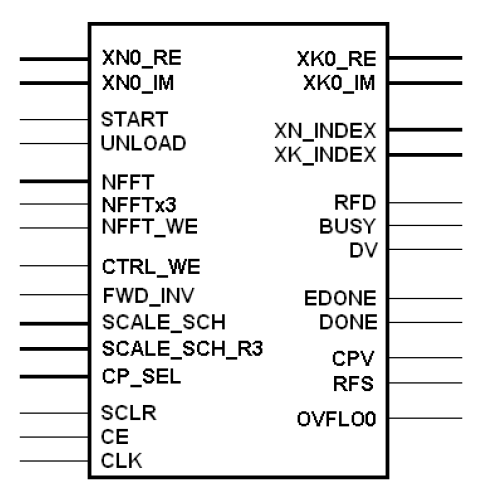 XN0_RE
XN0_IM
START
UNLOAD
NFFT
NFFTx3
NFFT_WE
CTRL_WE
FWD_INV
SCALE_SCH
SCALE_SCH_R3
CP_SEL
SCLR
CE
CLK
XK0_RE
XK0_IM
XN_INDEX
XK_INDEX
RFD
BUSY
DV
EDONE
DONE
CPV
RFS
OVFLO0